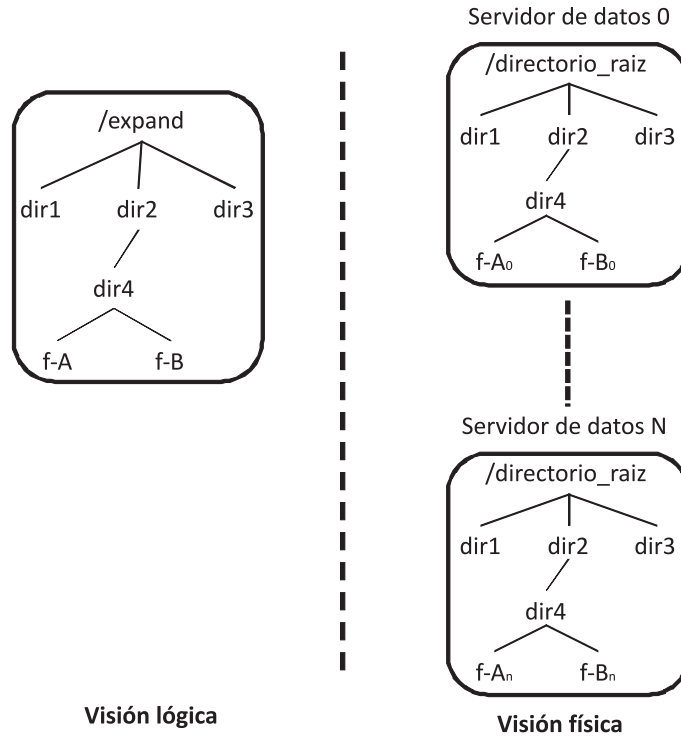 /expand
dir1 dir2 dir3
dir4
f-A f-B
Visión lógica
Servidor de datos 0
/directorio_raiz
dir1 dir2 dir3
dir4
f-A₀ f-B₀
Servidor de datos N
/directorio_raiz
dir1 dir2 dir3
dir4
f-Aₙ f-Bₙ
Visión física